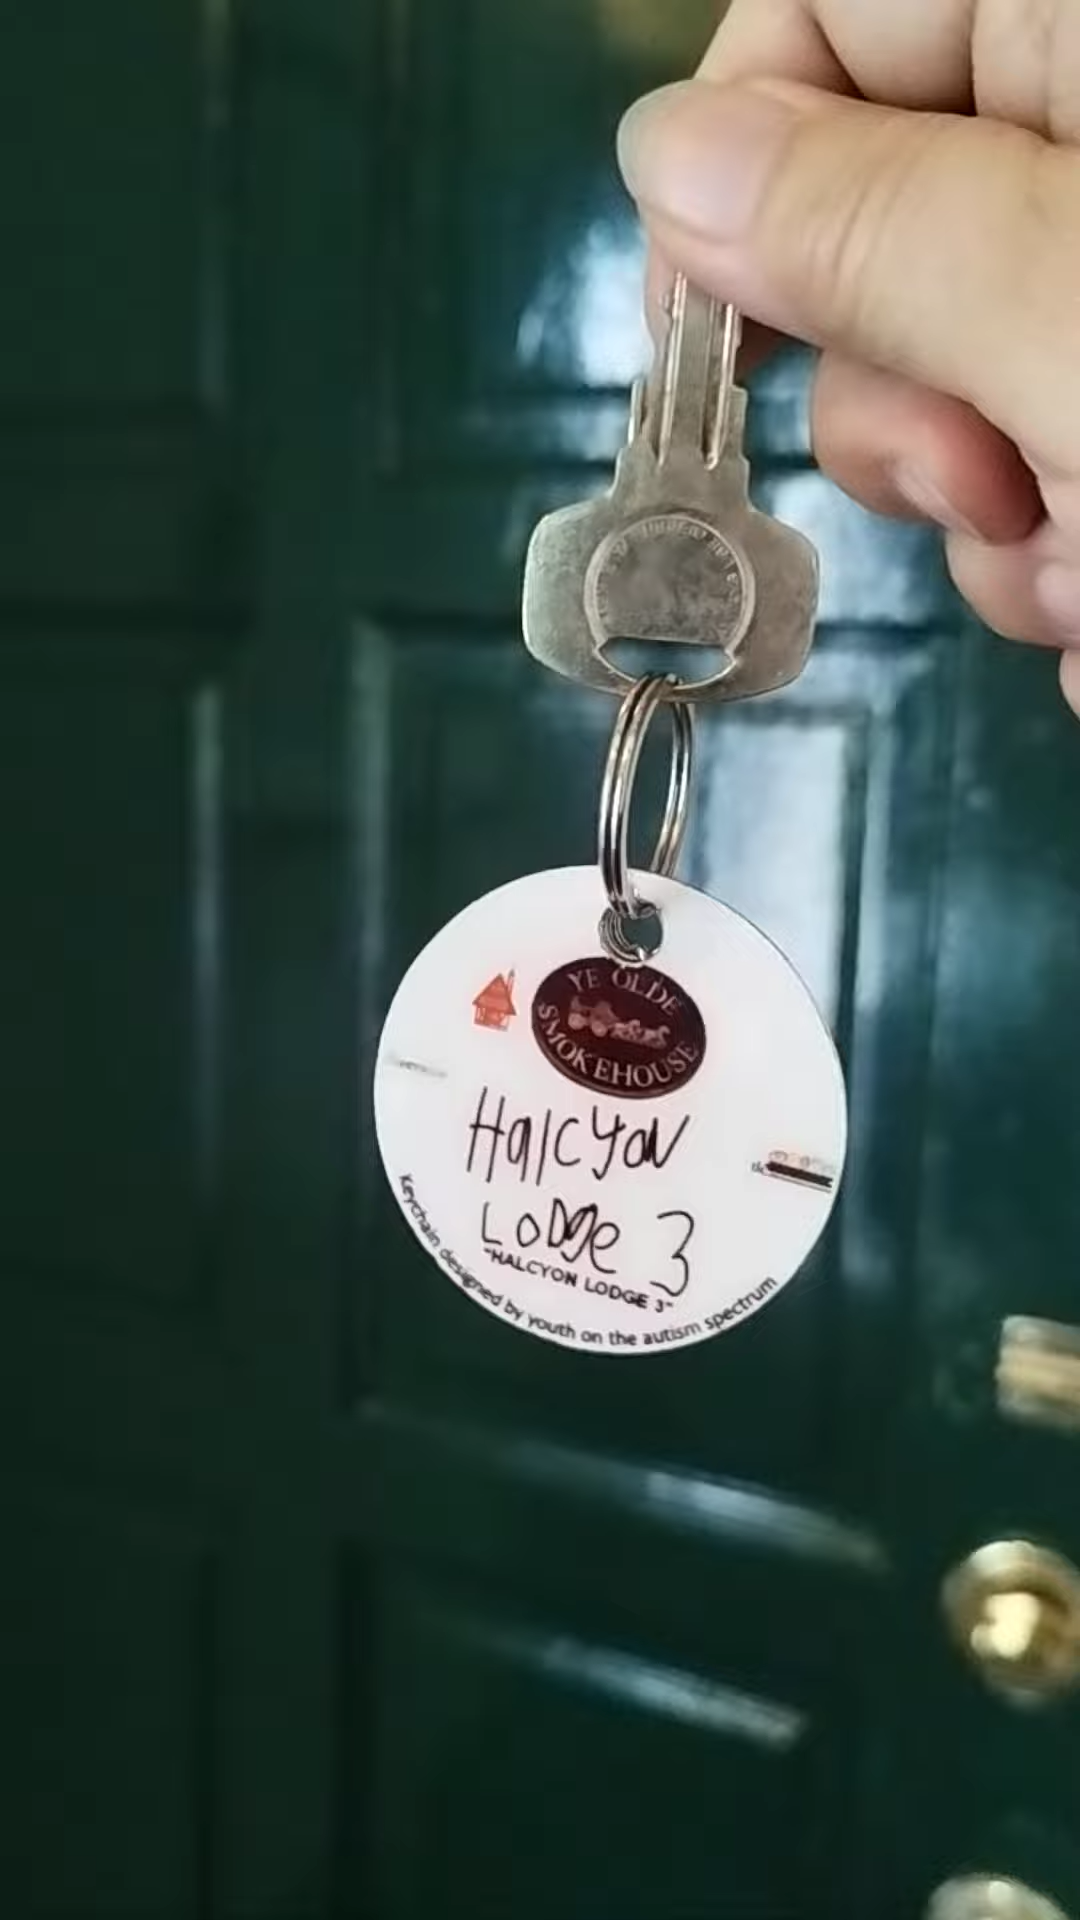 YE OLDE
SMOKEHOUSE
HalcyoN
LoDge 3
"HALCYON LODGE 3"
Keychain designed by youth on the autism spectrum